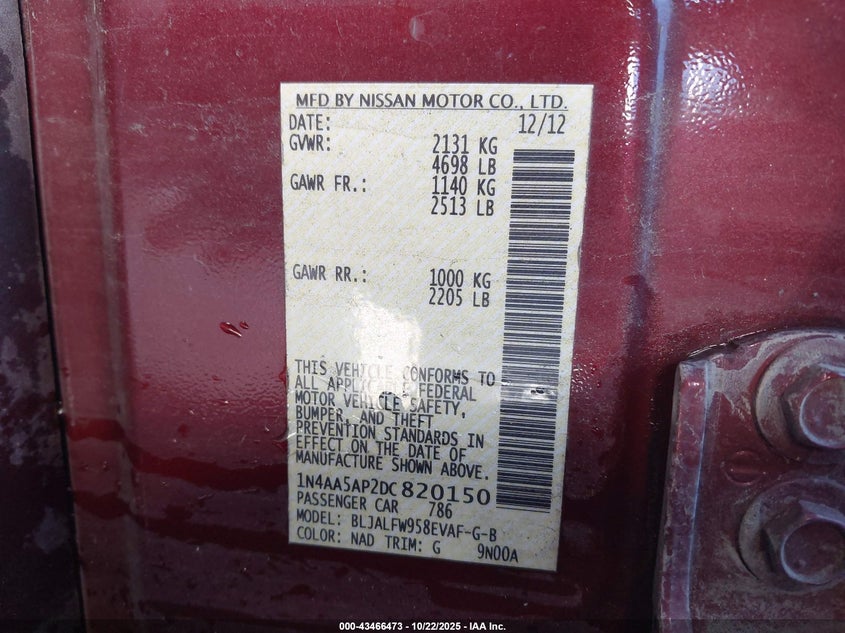 MFD BY NISSAN MOTOR CO., LTD.
DATE: 12/12
GVWR: 2131 KG
4698 LB
GAWR FR.: 1140 KG
2513 LB
GAWR RR.: 1000 KG
2205 LB
THIS VEHICLE CONFORMS TO
ALL APPLICABLE FEDERAL
MOTOR VEHICLE SAFETY,
BUMPER, AND THEFT
PREVENTION STANDARDS IN
EFFECT ON THE DATE OF
MANUFACTURE SHOWN ABOVE.
1N4AA5AP2DC820150
PASSENGER CAR 786
MODEL: BLJALFW958EVAF-G-B
COLOR: NAD TRIM: G 9N00A
000-43466473 - 10/22/2025 - IAA Inc.